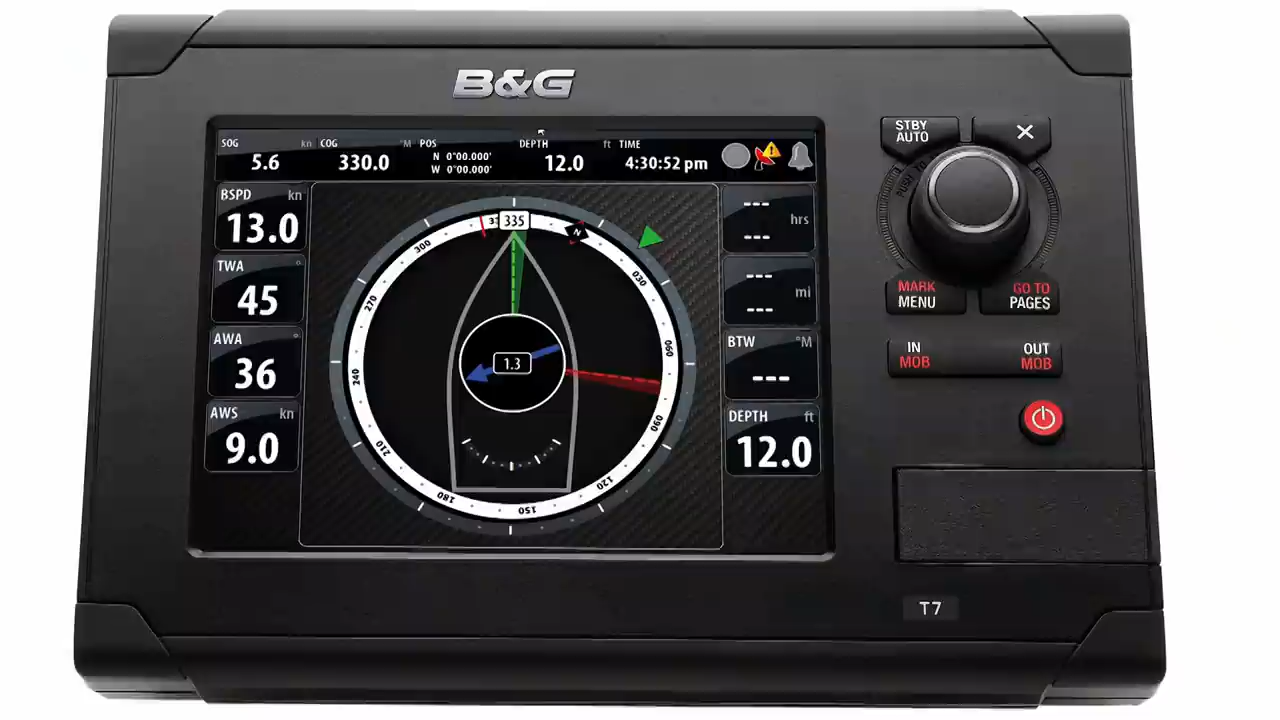 B&G
SOG kn COG °M POS DEPTH ft TIME
5.6 330.0 N 0°00.000' 12.0 4:30:52 pm
W 0°00.000'
BSPD kn
13.0
TWA °
45
AWA °
36
AWS kn
9.0
335
N
300
030
270
060
1.3
240
090
210
120
180
150
--- hrs
---
--- mi
---
BTW °M
---
DEPTH ft
12.0
STBY
AUTO
X
PUSH TO
MARK
MENU
GO TO
PAGES
IN
MOB
OUT
MOB
T7